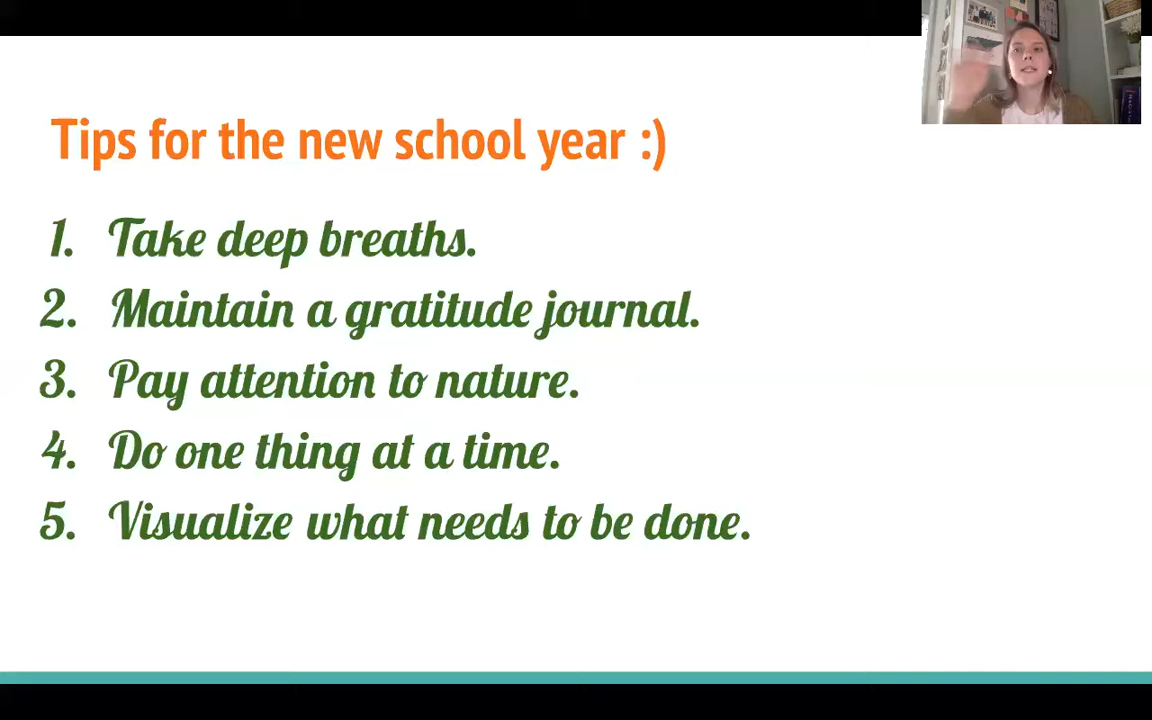 Tips for the new school year :)
1. Take deep breaths.
2. Maintain a gratitude journal.
3. Pay attention to nature.
4. Do one thing at a time.
5. Visualize what needs to be done.